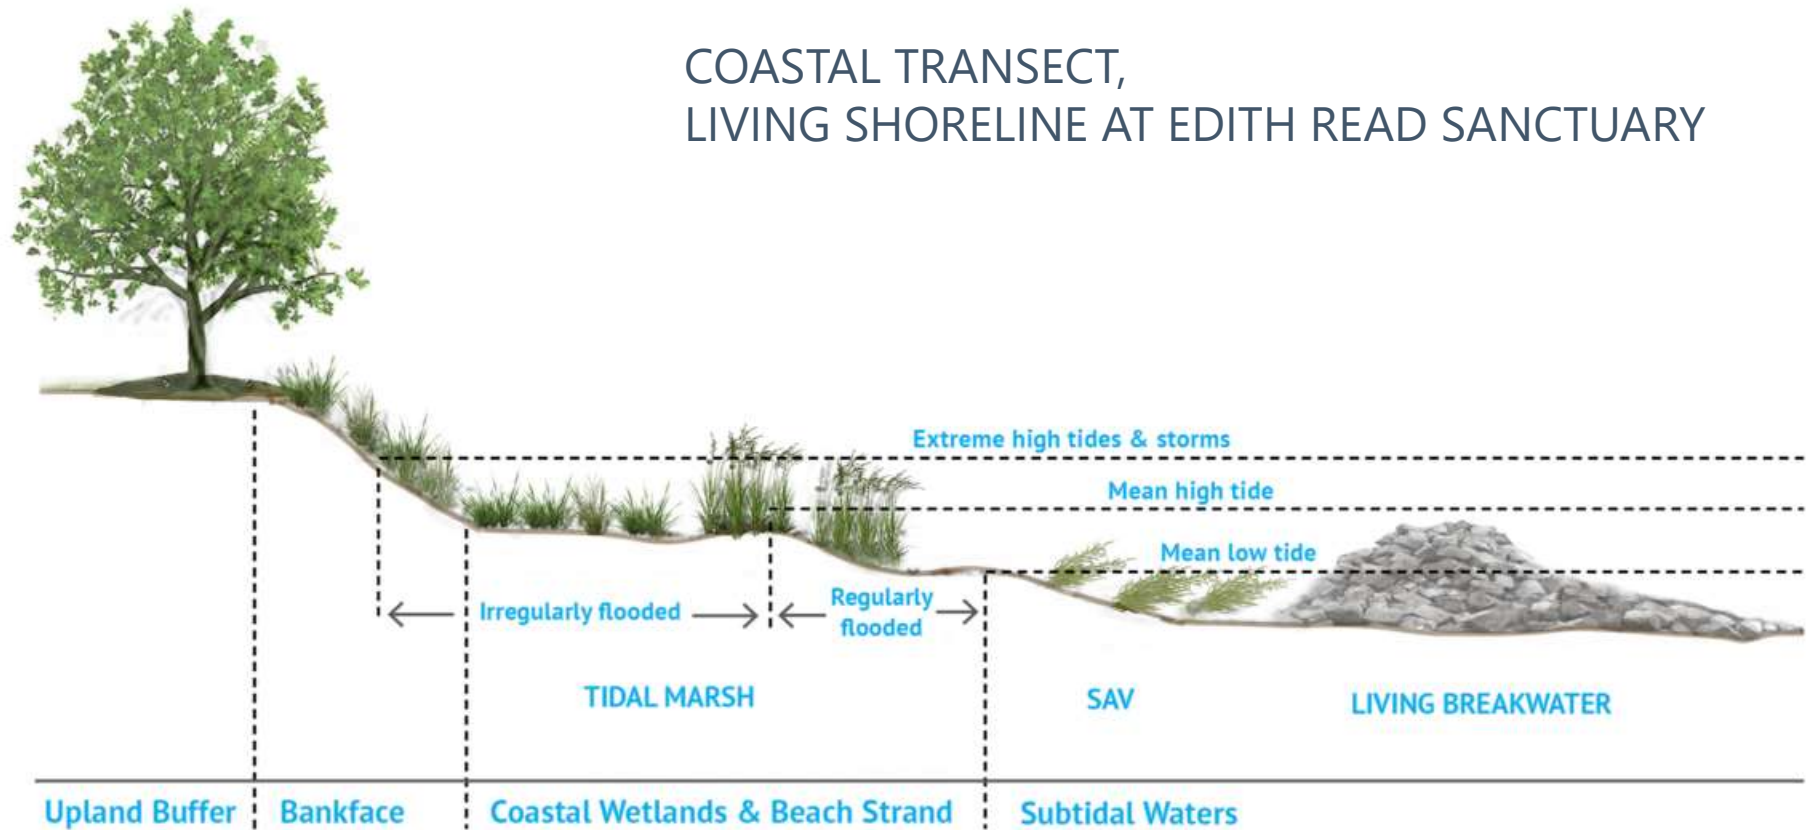 COASTAL TRANSECT,
LIVING SHORELINE AT EDITH READ SANCTUARY
Extreme high tides & storms
Mean high tide
Mean low tide
Irregularly flooded
Regularly
flooded
TIDAL MARSH
SAV
LIVING BREAKWATER
Upland Buffer
Bankface
Coastal Wetlands & Beach Strand
Subtidal Waters